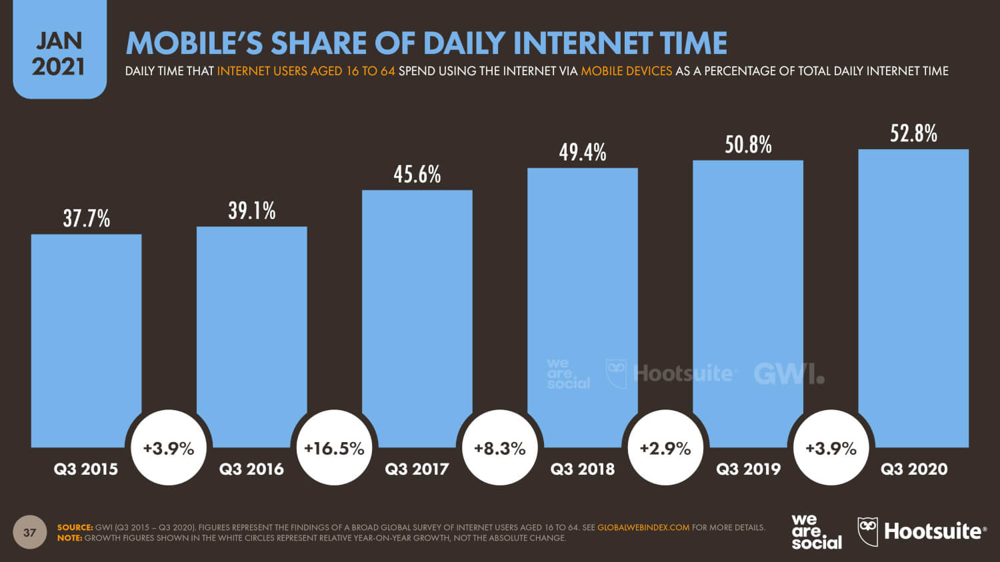 JAN
2021
MOBILE'S SHARE OF DAILY INTERNET TIME
DAILY TIME THAT INTERNET USERS AGED 16 TO 64 SPEND USING THE INTERNET VIA MOBILE DEVICES AS A PERCENTAGE OF TOTAL DAILY INTERNET TIME
37.7%
39.1%
45.6%
49.4%
50.8%
52.8%
we
are.
social
Hootsuite®
GWI.
+3.9%
+16.5%
+8.3%
+2.9%
+3.9%
Q3 2015
Q3 2016
Q3 2017
Q3 2018
Q3 2019
Q3 2020
37
SOURCE: GWI (Q3 2015 – Q3 2020). FIGURES REPRESENT THE FINDINGS OF A BROAD GLOBAL SURVEY OF INTERNET USERS AGED 16 TO 64. SEE GLOBALWEBINDEX.COM FOR MORE DETAILS.
NOTE: GROWTH FIGURES SHOWN IN THE WHITE CIRCLES REPRESENT RELATIVE YEAR-ON-YEAR GROWTH, NOT THE ABSOLUTE CHANGE.
we
are.
social
Hootsuite®